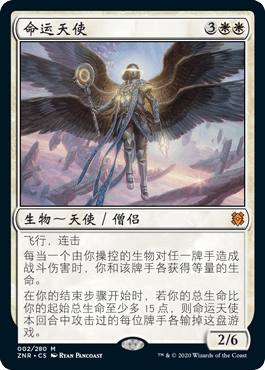 命运天使 3
生物～天使 / 僧侣
飞行，连击
每当一个由你操控的生物对任一牌手造成
战斗伤害时，你和该牌手各获得等量的
生命。
在你的结束步骤开始时，若你的总生命比
你的起始总生命至少多 15 点，则命运天使
本回合中攻击过的每位牌手各输掉这盘游
戏。
2/6
002/280 M
ZNR • CS RYAN PANCOAST
™ & © 2020 Wizards of the Coast